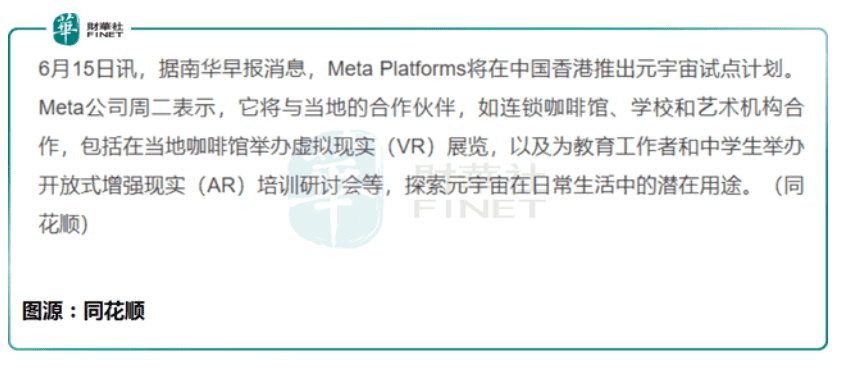 財華社
FINET
6月15日讯，据南华早报消息，Meta Platforms将在中国香港推出元宇宙试点计划。
Meta公司周二表示，它将与当地的合作伙伴，如连锁咖啡馆、学校和艺术机构合
作，包括在当地咖啡馆举办虚拟现实（VR）展览，以及为教育工作者和中学生举办
开放式增强现实（AR）培训研讨会等，探索元宇宙在日常生活中的潜在用途。（同
花顺）
華
財華社
FINET
图源：同花顺